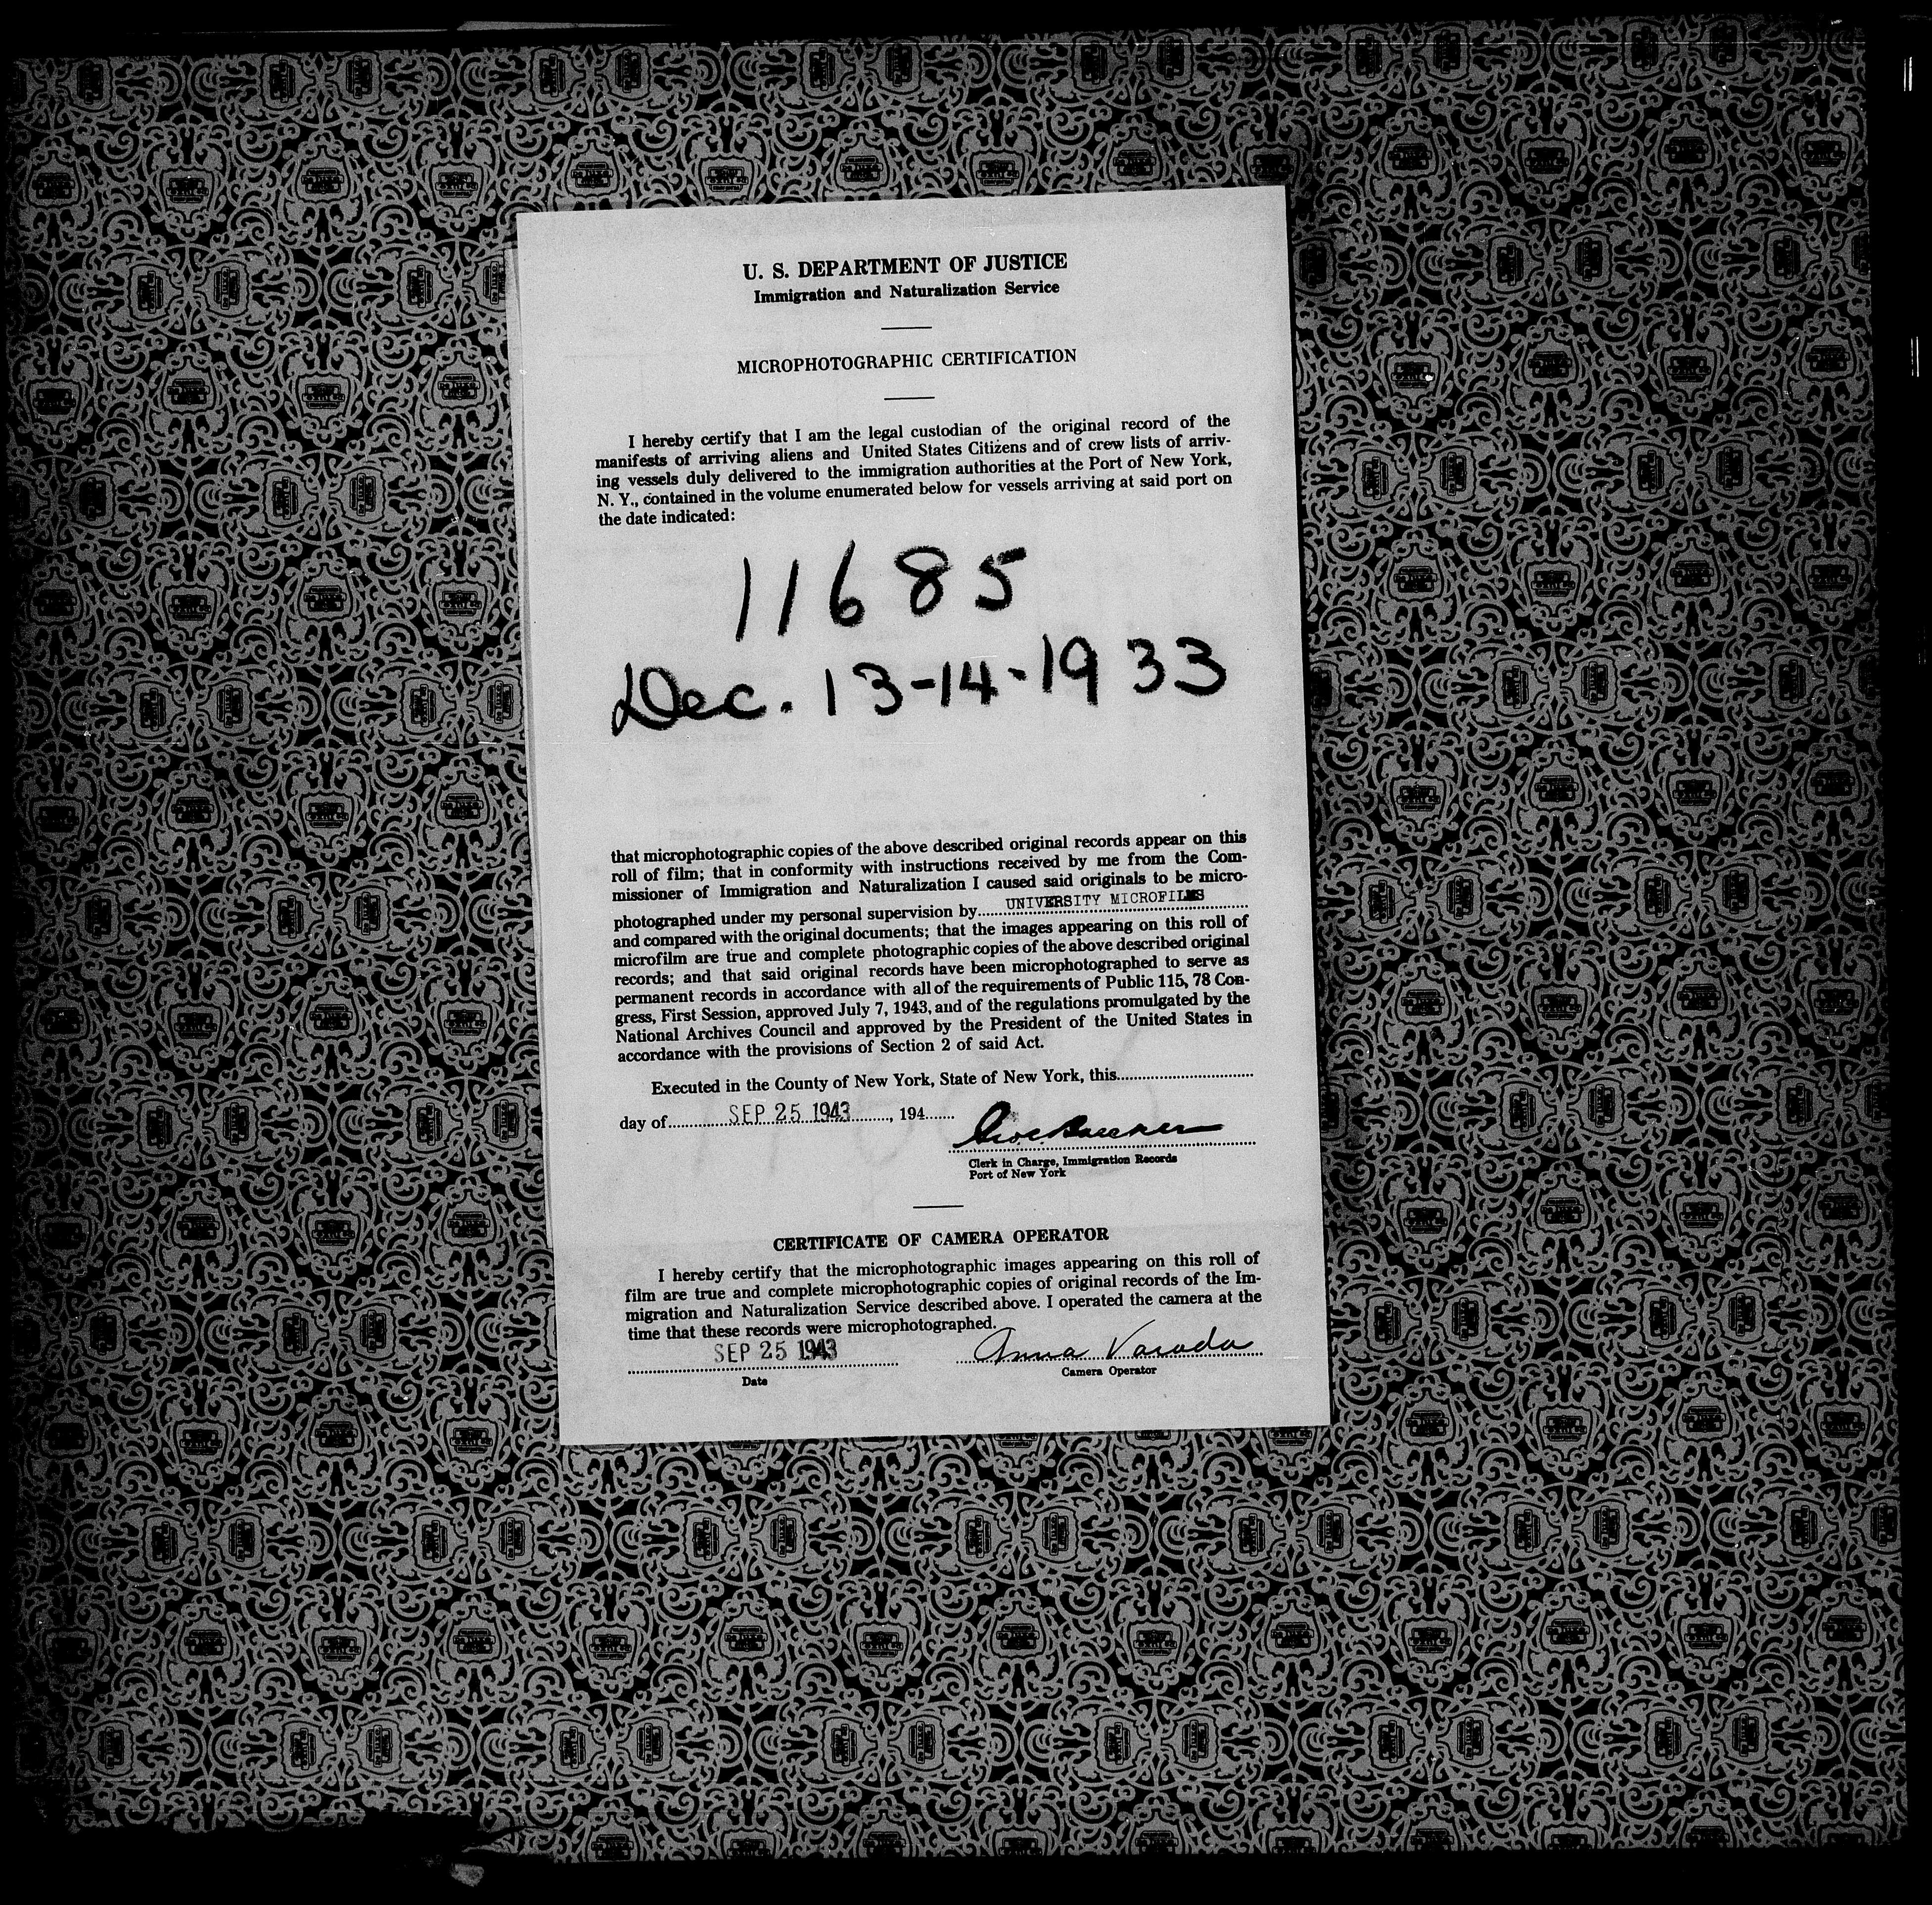 U. S. DEPARTMENT OF JUSTICE
Immigration and Naturalization Service
MICROPHOTOGRAPHIC CERTIFICATION
I hereby certify that I am the legal custodian of the original record of the
manifests of arriving aliens and United States Citizens and of crew lists of arriv-
ing vessels duly delivered to the immigration authorities at the Port of New York,
N. Y., contained in the volume enumerated below for vessels arriving at said port on
the date indicated:
11685
Dec. 13-14-1933
that microphotographic copies of the above described original records appear on this
roll of film; that in conformity with instructions received by me from the Com-
missioner of Immigration and Naturalization I caused said originals to be micro-
photographed under my personal supervision by UNIVERSITY MICROFILMS
and compared with the original documents; that the images appearing on this roll of
microfilm are true and complete photographic copies of the above described original
records; and that said original records have been microphotographed to serve as
permanent records in accordance with all of the requirements of Public 115, 78 Con-
gress, First Session, approved July 7, 1943, and of the regulations promulgated by the
National Archives Council and approved by the President of the United States in
accordance with the provisions of Section 2 of said Act.
Executed in the County of New York, State of New York, this
day of SEP 25 1943, 194
Clerk in Charge, Immigration Records
Port of New York
CERTIFICATE OF CAMERA OPERATOR
I hereby certify that the microphotographic images appearing on this roll of
film are true and complete microphotographic copies of original records of the Im-
migration and Naturalization Service described above. I operated the camera at the
time that these records were microphotographed.
SEP 25 1943 Anna Varada
Date Camera Operator